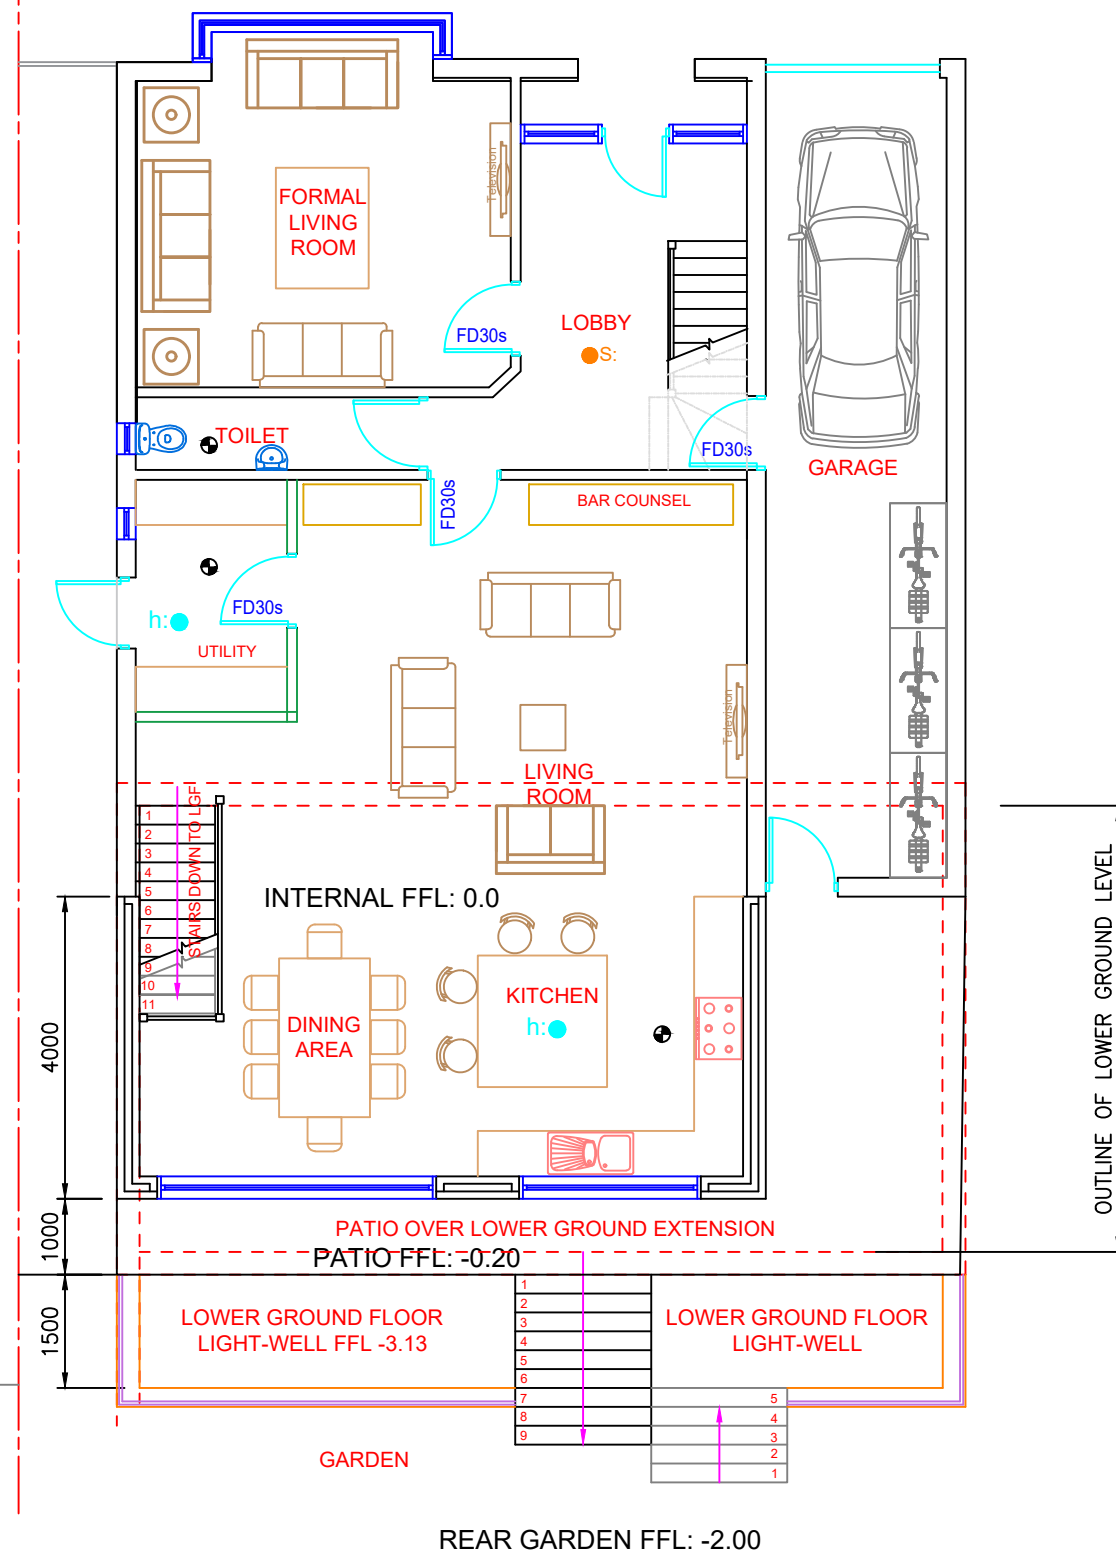 Television
FORMAL
LIVING
ROOM
LOBBY
FD30s
S:
TOILET
FD30s
GARAGE
FD30s
BAR COUNSEL
FD30s
h:
UTILITY
Television
LIVING
ROOM
STAIRS DOWN TO LGF
1
2
3
4
5
6
7
8
9
10
11
INTERNAL FFL: 0.0
KITCHEN
h:
DINING
AREA
4000
OUTLINE OF LOWER GROUND LEVEL
1000
PATIO OVER LOWER GROUND EXTENSION
PATIO FFL: -0.20
1500
LOWER GROUND FLOOR
LIGHT-WELL FFL -3.13
1
2
3
4
5
6
7
8
9
LOWER GROUND FLOOR
LIGHT-WELL
5
4
3
2
1
GARDEN
REAR GARDEN FFL: -2.00